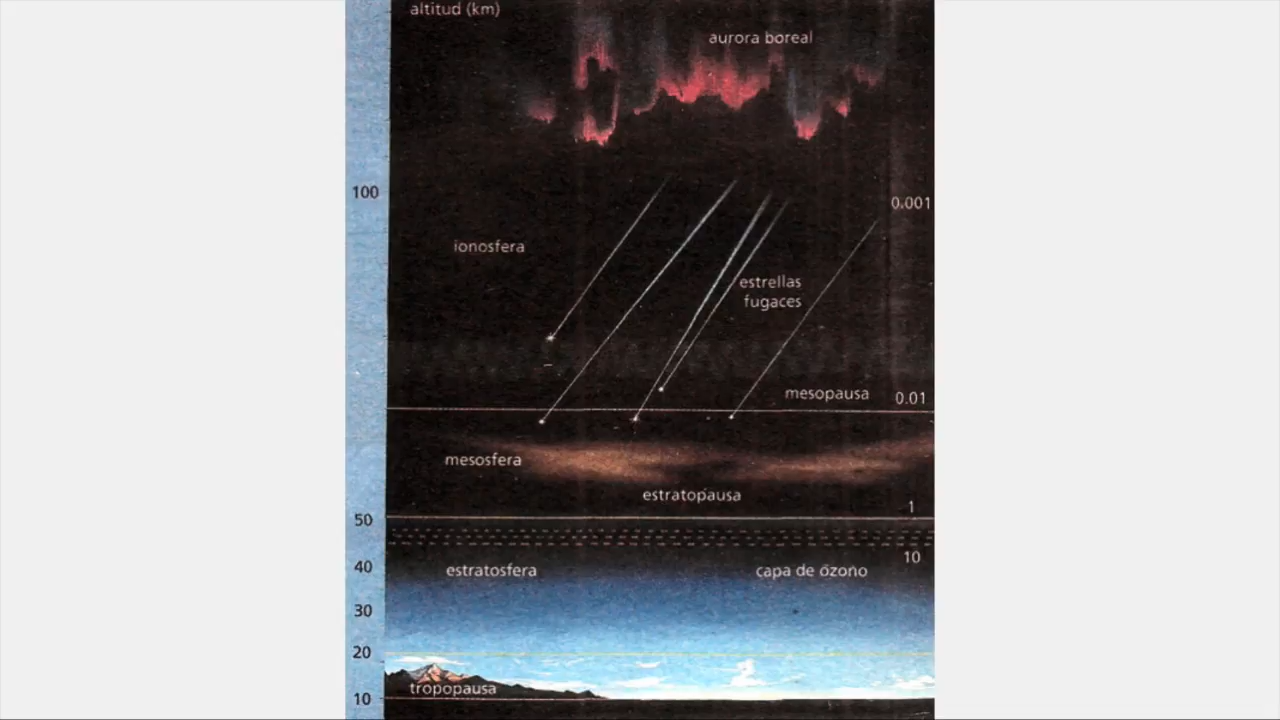 altitud (km)
aurora boreal
100
0.001
ionosfera
estrellas
fugaces
mesopausa
0.01
mesosfera
estratopausa
1
50
10
40
estratosfera
capa de ozono
30
20
tropopausa
10